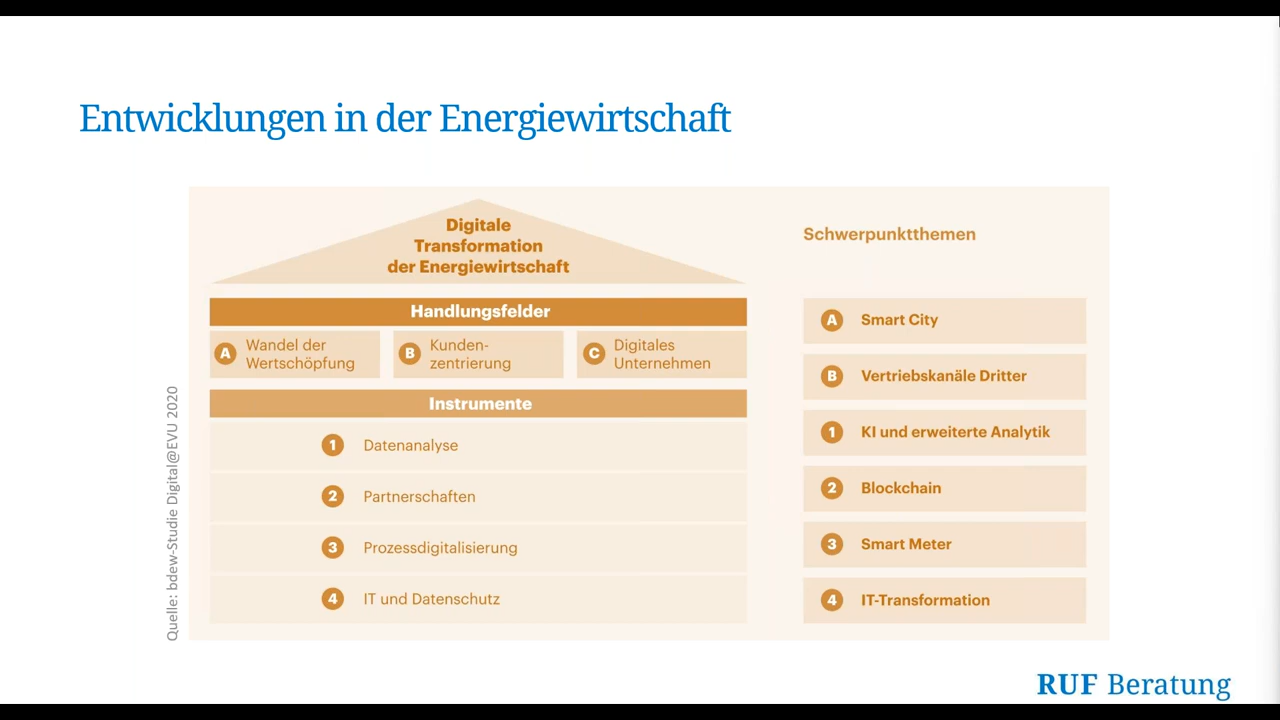 Entwicklungen in der Energiewirtschaft
Digitale
Transformation
der Energiewirtschaft
Handlungsfelder
A Wandel der
Wertschöpfung
B Kunden-
zentrierung
C Digitales
Unternehmen
Instrumente
1 Datenanalyse
2 Partnerschaften
3 Prozessdigitalisierung
4 IT und Datenschutz
Schwerpunktthemen
A Smart City
B Vertriebskanäle Dritter
1 KI und erweiterte Analytik
2 Blockchain
3 Smart Meter
4 IT-Transformation
Quelle: bdew-Studie Digital@EVU 2020
RUF Beratung